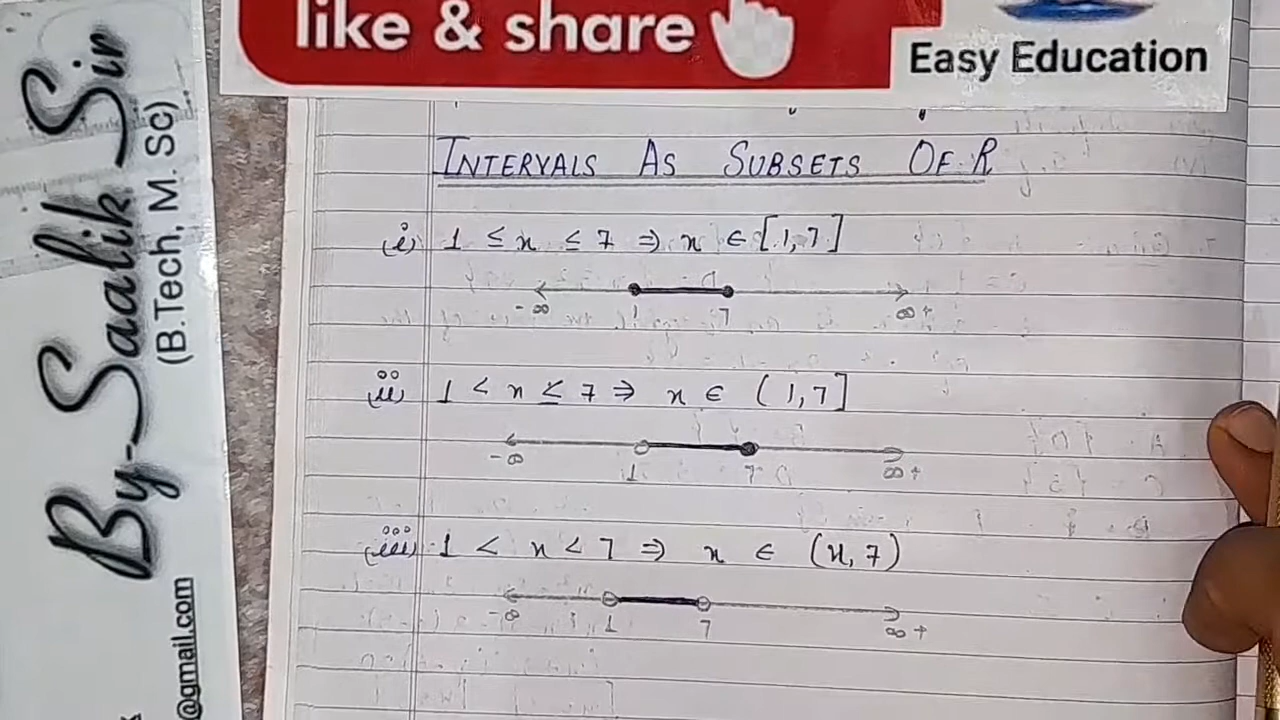 like & share
Easy Education
By-Saalik Sir
(B.Tech, M. Sc)
@gmail.com
INTERVALS AS SUBSETS OF R
(i) 1 ≤ x ≤ 7 ⇒ x ∈ [1,7]
-∞ 1 7 ∞+
(ii) 1 < x ≤ 7 ⇒ x ∈ (1,7]
-∞ 1 7 ∞+
(iii) 1 < x < 7 ⇒ x ∈ (x,7)
-∞ 1 7 ∞+